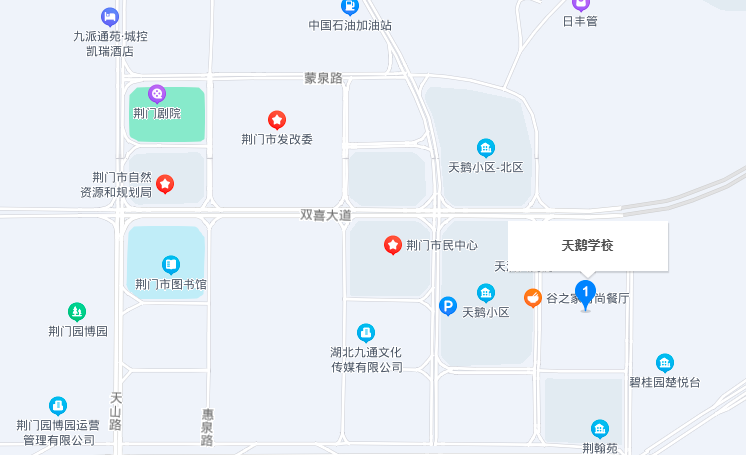 日丰管
中国石油加油站
九派通苑·城控
凯瑞酒店
蒙泉路
荆门剧院
荆门市发改委
天鹅小区-北区
荆门市自然
资源和规划局
双喜大道
天鹅学校
荆门市民中心
荆门市图书馆
1
P
天鹅小区
荆门园博园
湖北九通文化
传媒有限公司
碧桂园楚悦台
天山路
惠泉路
荆门园博园运营
管理有限公司
荆翰苑